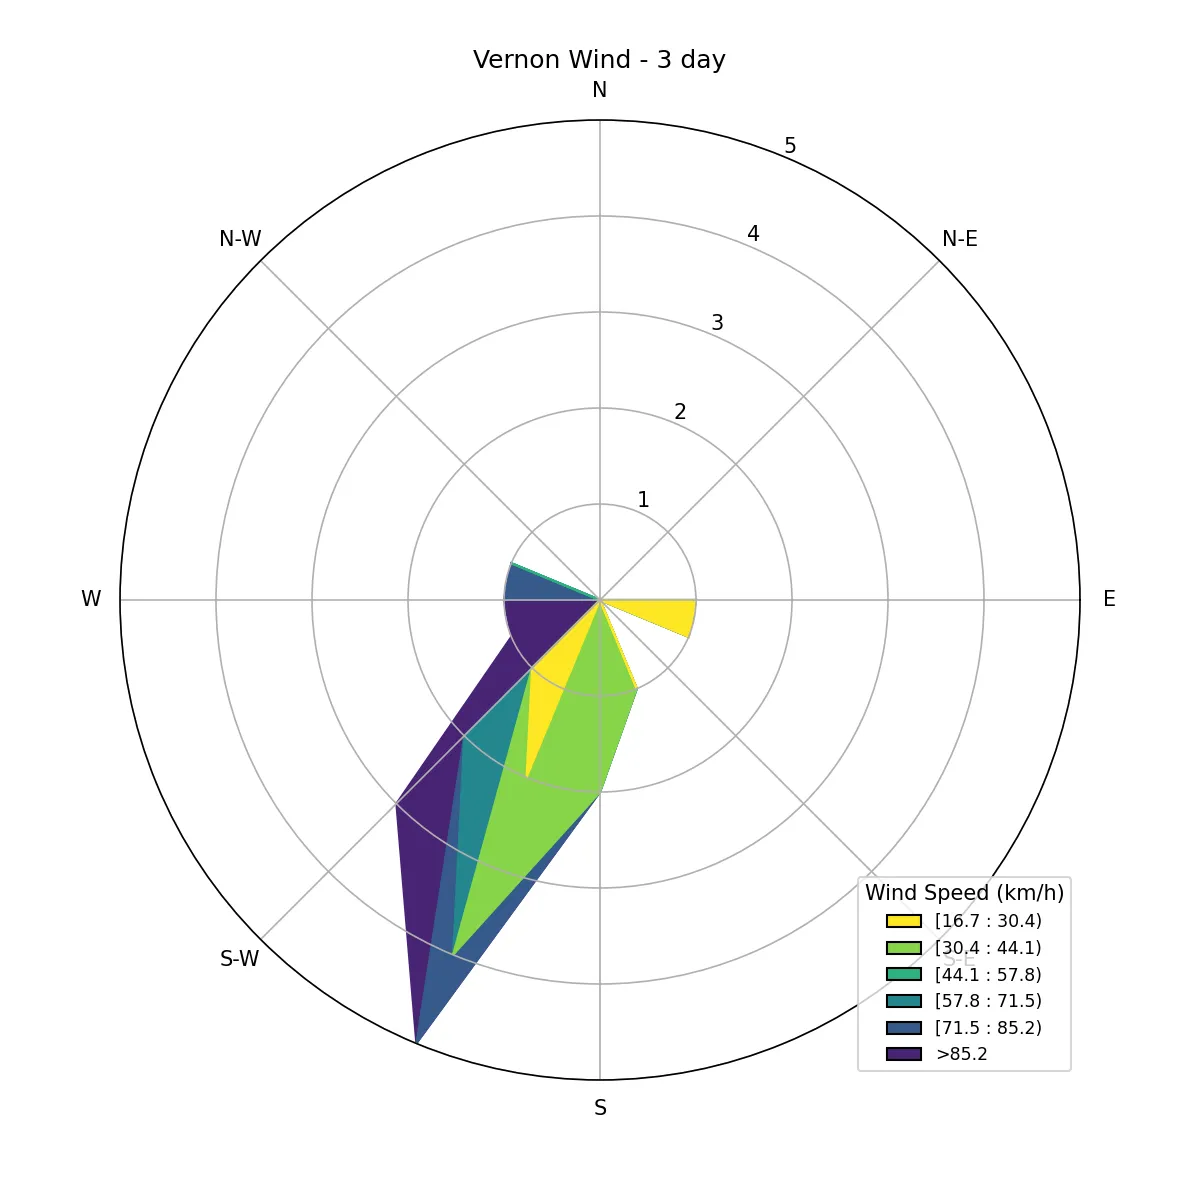 Vernon Wind - 3 day
N
5
N-W
4
N-E
3
2
1
W
E
S-W
S-E
S
Wind Speed (km/h)
[16.7 : 30.4)
[30.4 : 44.1)
[44.1 : 57.8)
[57.8 : 71.5)
[71.5 : 85.2)
>85.2